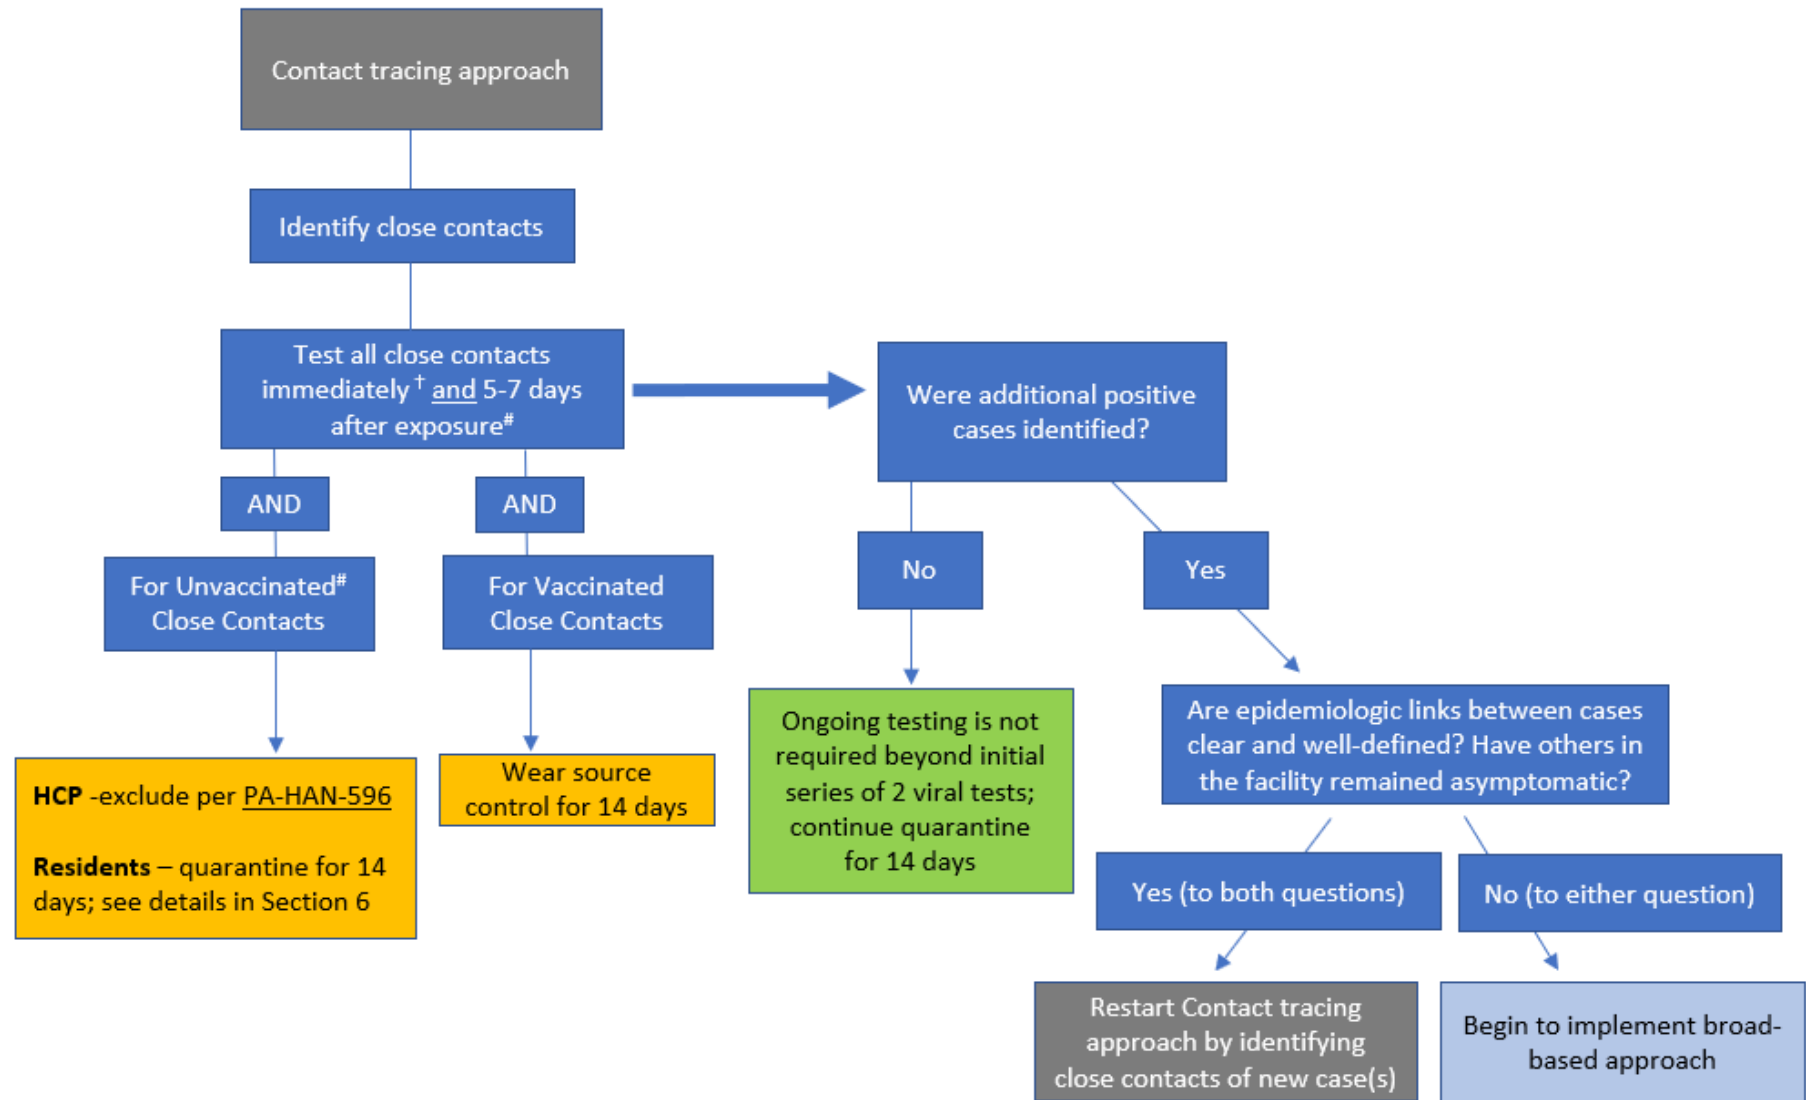 Contact tracing approach
Identify close contacts
Test all close contacts
immediately † and 5-7 days
after exposure#
Were additional positive
cases identified?
AND
AND
No
Yes
For Unvaccinated#
Close Contacts
For Vaccinated
Close Contacts
Ongoing testing is not
required beyond initial
series of 2 viral tests;
continue quarantine
for 14 days
Are epidemiologic links between cases
clear and well-defined? Have others in
the facility remained asymptomatic?
HCP -exclude per PA-HAN-596
Residents – quarantine for 14
days; see details in Section 6
Wear source
control for 14 days
Yes (to both questions)
No (to either question)
Restart Contact tracing
approach by identifying
close contacts of new case(s)
Begin to implement broad-
based approach